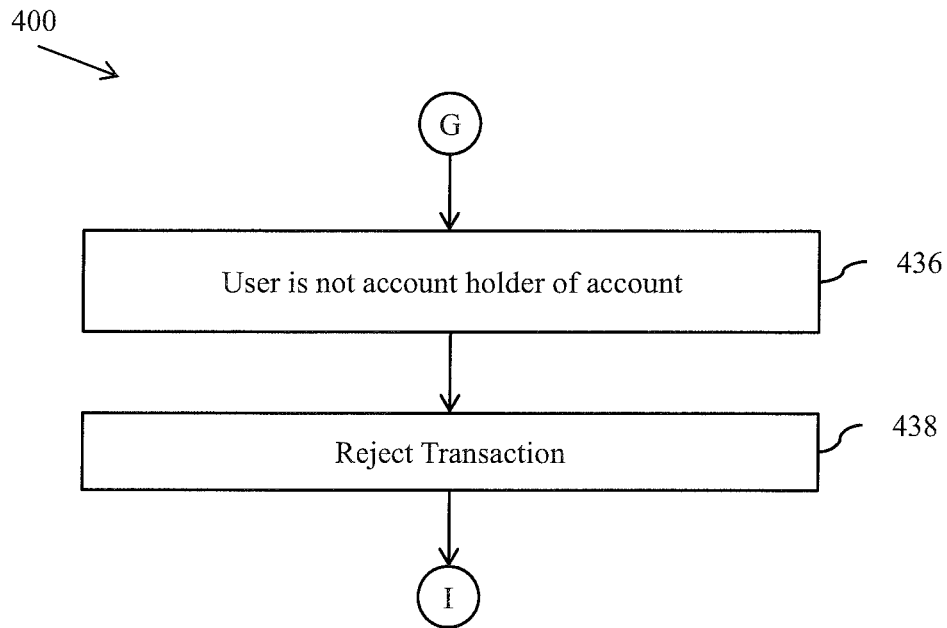 400
G
User is not account holder of account
436
Reject Transaction
438
I